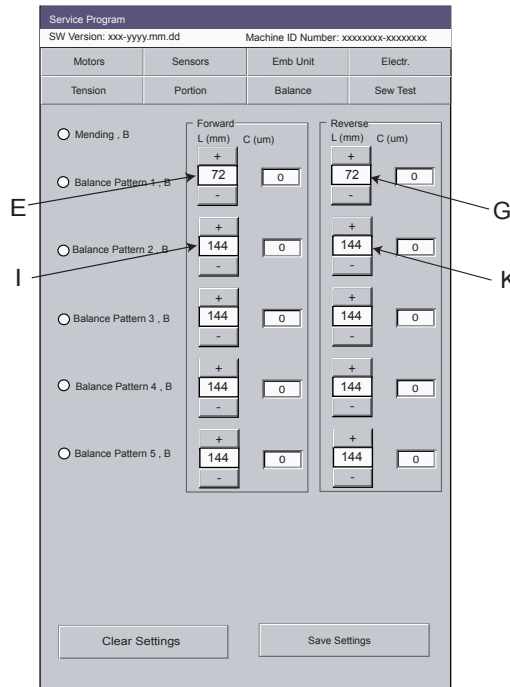 Service Program
SW Version: xxx-yyyy.mm.dd Machine ID Number: xxxxxxxx-xxxxxxxx
Motors Sensors Emb Unit Electr.
Tension Portion Balance Sew Test
Forward Reverse
Mending , B L (mm) C (um) L (mm) C (um)
+ +
Balance Pattern 1 , B 72 0 72 0
- -
E G
+ +
Balance Pattern 2 , B 144 0 144 0
- -
I K
+ +
Balance Pattern 3 , B 144 0 144 0
- -
+ +
Balance Pattern 4 , B 144 0 144 0
- -
+ +
Balance Pattern 5 , B 144 0 144 0
- -
Clear Settings Save Settings